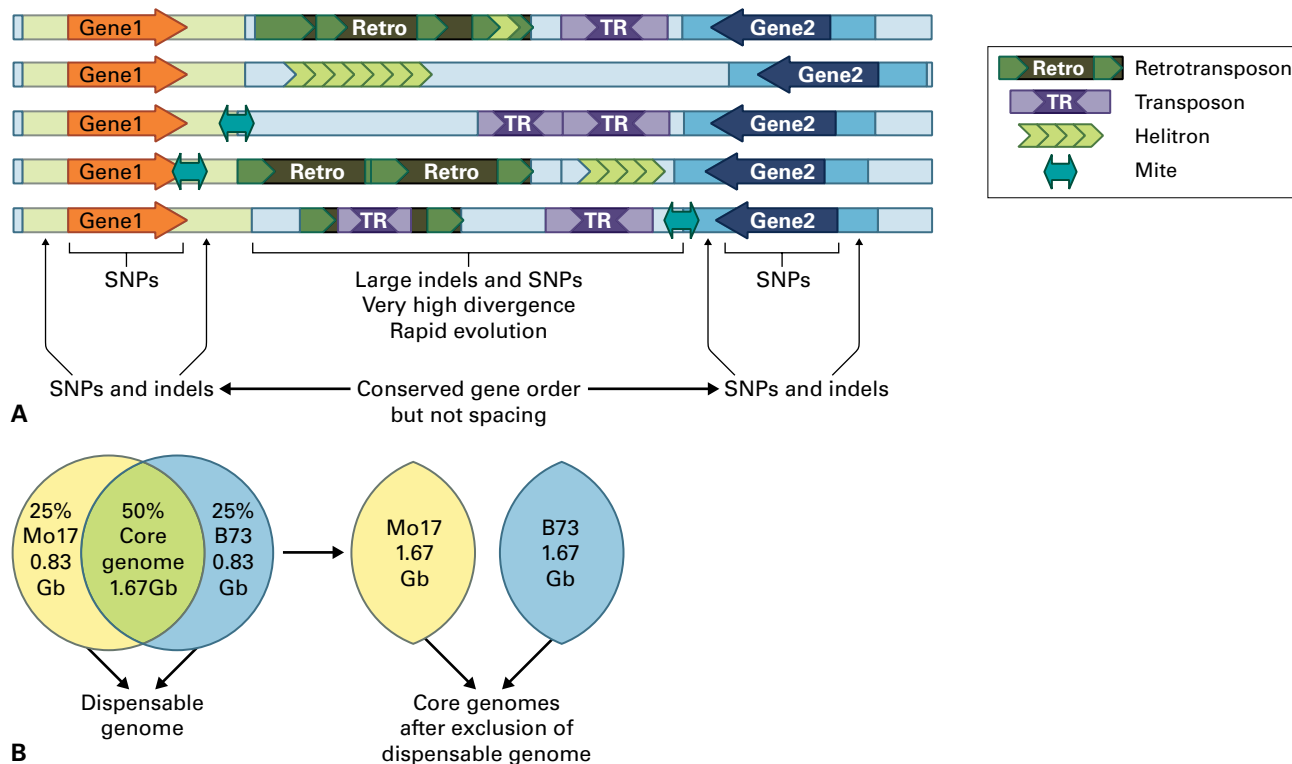 Gene1 Retro TR Gene2
Gene1 Gene2
Gene1 TR TR Gene2
Gene1 Retro Retro Gene2
Gene1 TR TR Gene2
Retro Retrotransposon
TR Transposon
Helitron
Mite
SNPs
Large indels and SNPs
Very high divergence
Rapid evolution
SNPs
SNPs and indels
Conserved gene order
but not spacing
SNPs and indels
A
25%
Mo17
0.83
Gb
50%
Core
genome
1.67Gb
25%
B73
0.83
Gb
Mo17
1.67
Gb
B73
1.67
Gb
Dispensable
genome
Core genomes
after exclusion of
dispensable genome
B